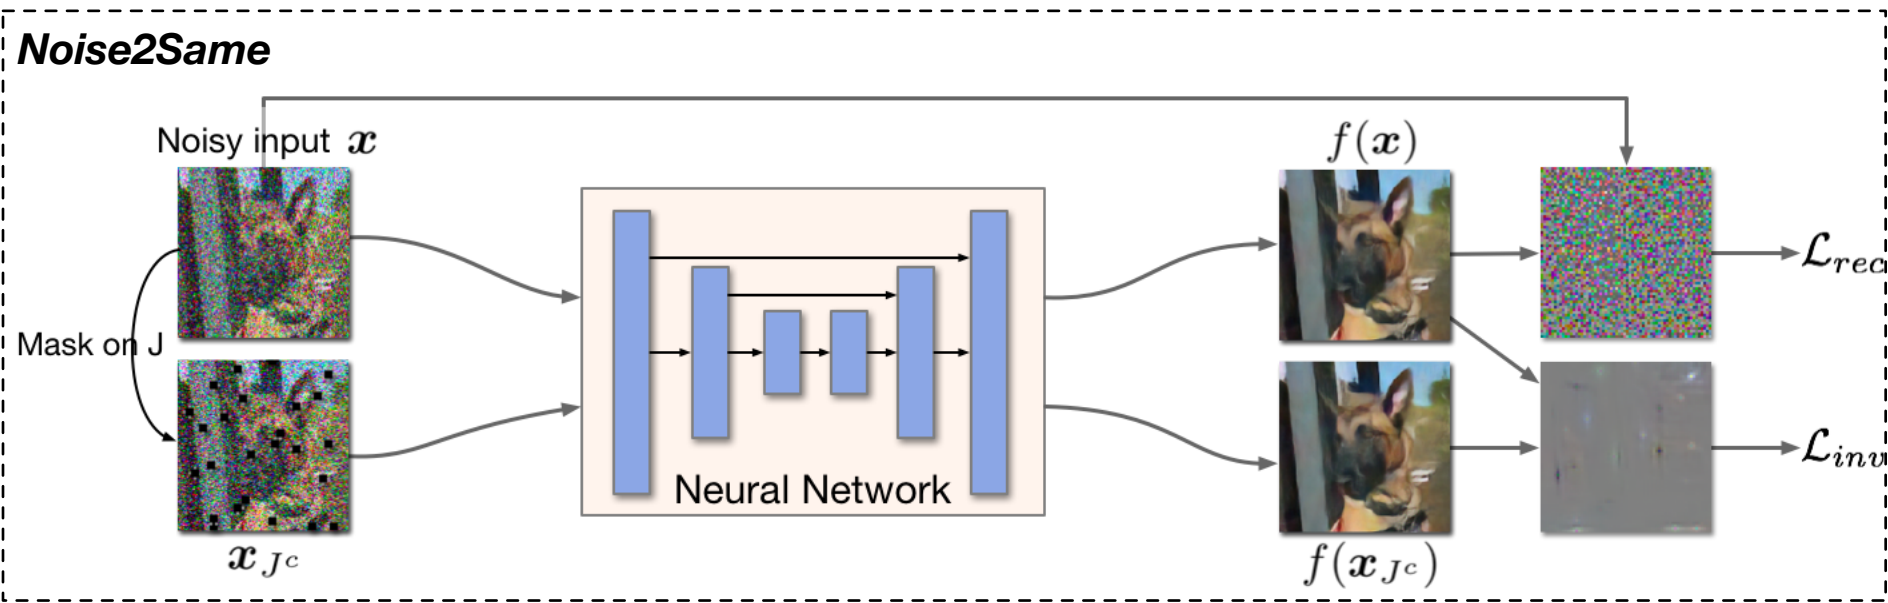 Noise2Same
Noisy input x
f(x)
L_{rec}
Mask on J
Neural Network
L_{inv}
x_{J^c}
f(x_{J^c})